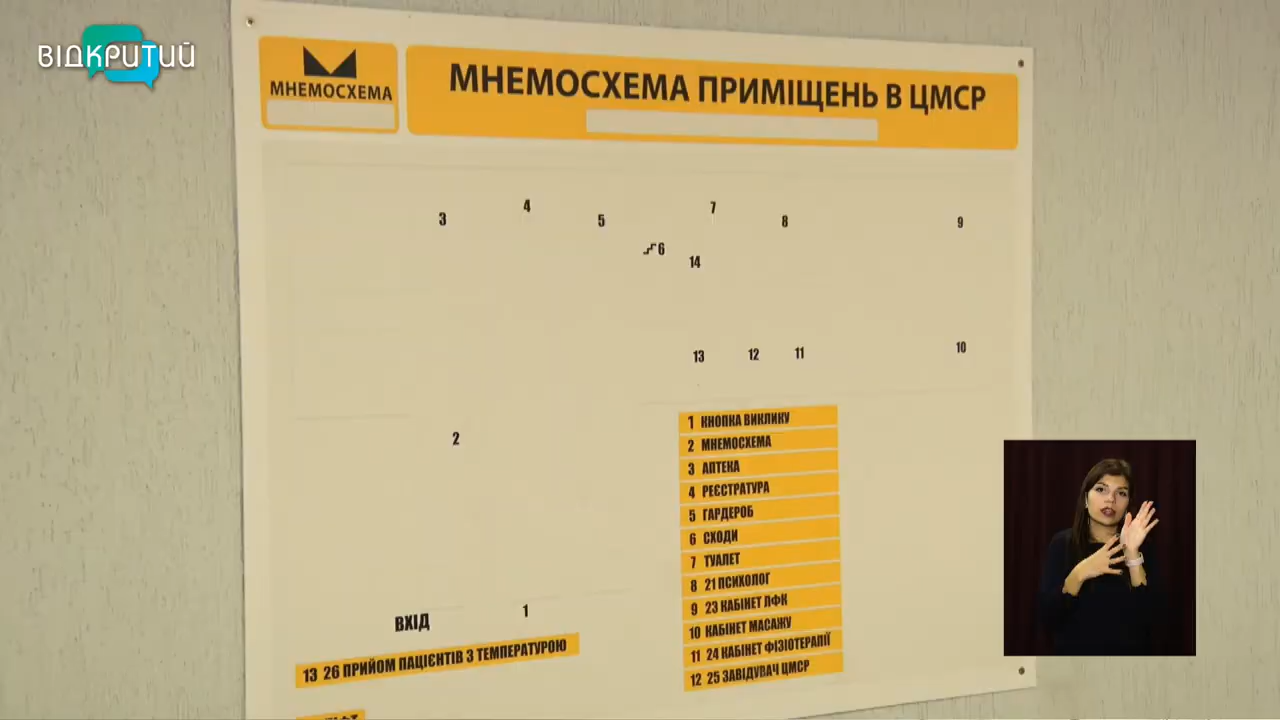 ВІДКРИТИЙ
МНЕМОСХЕМА
МНЕМОСХЕМА ПРИМІЩЕНЬ В ЦМСР
3
4
5
6
7
8
9
14
13
12
11
10
2
ВХІД
1
1 КНОПКА ВИКЛИКУ
2 МНЕМОСХЕМА
3 АПТЕКА
4 РЕЄСТРАТУРА
5 ГАРДЕРОБ
6 СХОДИ
7 ТУАЛЕТ
8 21 ПСИХОЛОГ
9 23 КАБІНЕТ ЛФК
10 КАБІНЕТ МАСАЖУ
11 24 КАБІНЕТ ФІЗІОТЕРАПІЇ
12 25 ЗАВІДУВАЧ ЦМСР
13 26 ПРИЙОМ ПАЦІЄНТІВ З ТЕМПЕРАТУРОЮ